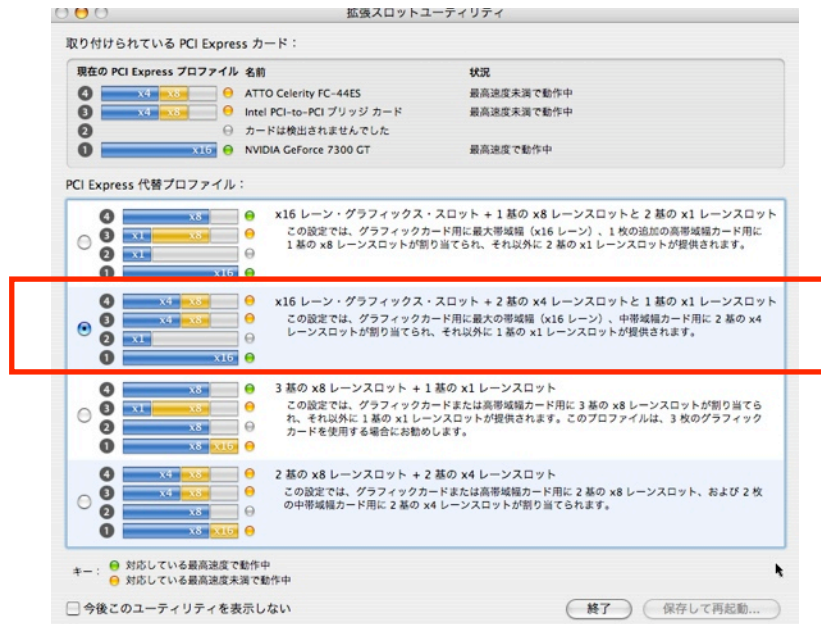 拡張スロットユーティリティ
取り付けられている PCI Express カード：
現在の PCI Express プロファイル 名前 状況
4 x4 x8 ATTO Celerity FC-44ES 最高速度未満で動作中
3 x4 x8 Intel PCI-to-PCI ブリッジ カード 最高速度未満で動作中
2 カードは検出されませんでした
1 x16 NVIDIA GeForce 7300 GT 最高速度で動作中
PCI Express 代替プロファイル：
4 x8 x16 レーン・グラフィックス・スロット + 1 基の x8 レーンスロットと 2 基の x1 レーンスロット
3 x1 x8 この設定では、グラフィックカード用に最大帯域幅（x16 レーン）、1 枚の追加の高帯域幅カード用に
2 x1 1 基の x8 レーンスロットが割り当てられ、それ以外に 2 基の x1 レーンスロットが提供されます。
1 x16
4 x4 x8 x16 レーン・グラフィックス・スロット + 2 基の x4 レーンスロットと 1 基の x1 レーンスロット
3 x4 x8 この設定では、グラフィックカード用に最大の帯域幅（x16 レーン）、中帯域幅カード用に 2 基の x4
2 x1 レーンスロットが割り当てられ、それ以外に 1 基の x1 レーンスロットが提供されます。
1 x16
4 x8 3 基の x8 レーンスロット + 1 基の x1 レーンスロット
3 x1 x8 この設定では、グラフィックカードまたは高帯域幅カード用に 3 基の x8 レーンスロットが割り当てら
2 x8 れ、それ以外に 1 基の x1 レーンスロットが提供されます。このプロファイルは、3 枚のグラフィック
1 x8 x16 カードを使用する場合にお勧めします。
4 x4 x8 2 基の x8 レーンスロット + 2 基の x4 レーンスロット
3 x4 x8 この設定では、グラフィックカードまたは高帯域幅カード用に 2 基の x8 レーンスロット、および 2 枚
2 x8 の中帯域幅カード用に 2 基の x4 レーンスロットが割り当てられます。
1 x8 x16
キー： 対応している最高速度で動作中
対応している最高速度未満で動作中
今後このユーティリティを表示しない 終了 保存して再起動...